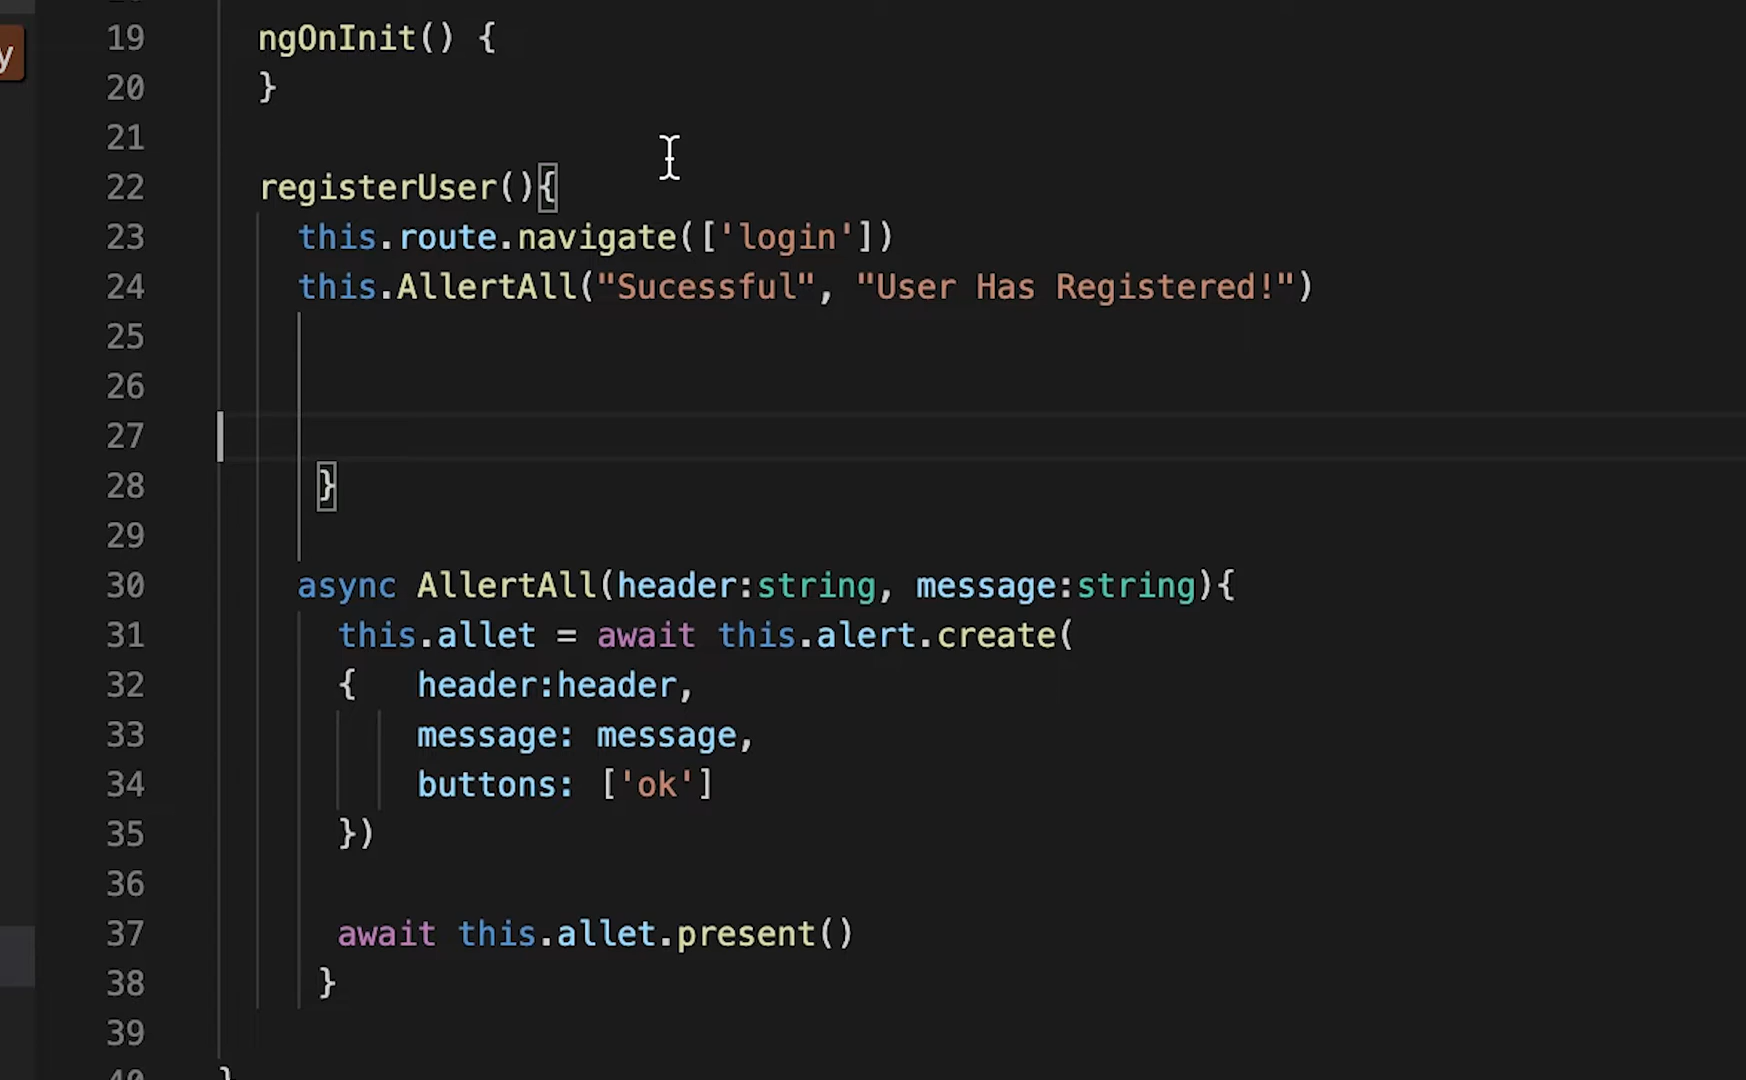 y
19 ngOnInit() {
20 }
21
22 registerUser(){
23 this.route.navigate(['login'])
24 this.AllertAll("Sucessful", "User Has Registered!")
25
26
27
28 }
29
30 async AllertAll(header:string, message:string){
31 this.allet = await this.alert.create(
32 { header:header,
33 message: message,
34 buttons: ['ok']
35 })
36
37 await this.allet.present()
38 }
39
40 }